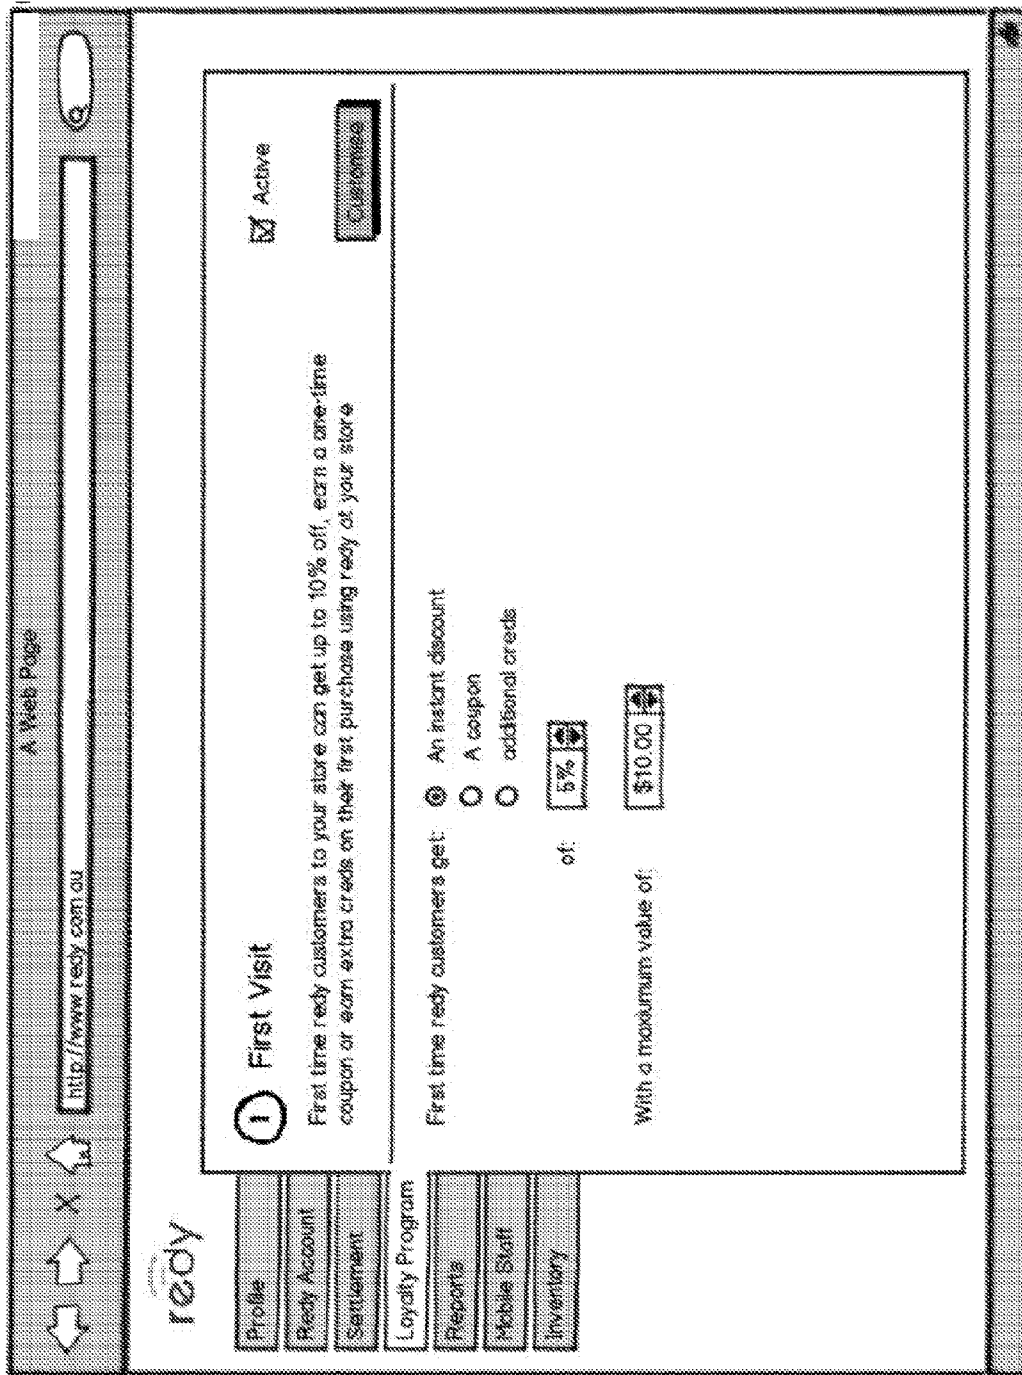 A Web Page
http://www.redy.com.au
redy
Profile
Redy Account
Settlement
Loyalty Program
Reports
Mobile Staff
Inventory
1 First Visit
Active
First time redy customers to your store can get up to 10% off, earn a one-time
coupon or earn extra creds on their first purchase using redy at your store
Customise
First time redy customers get:
An instant discount
A coupon
additional creds
of: 5%
With a maximum value of: $10.00